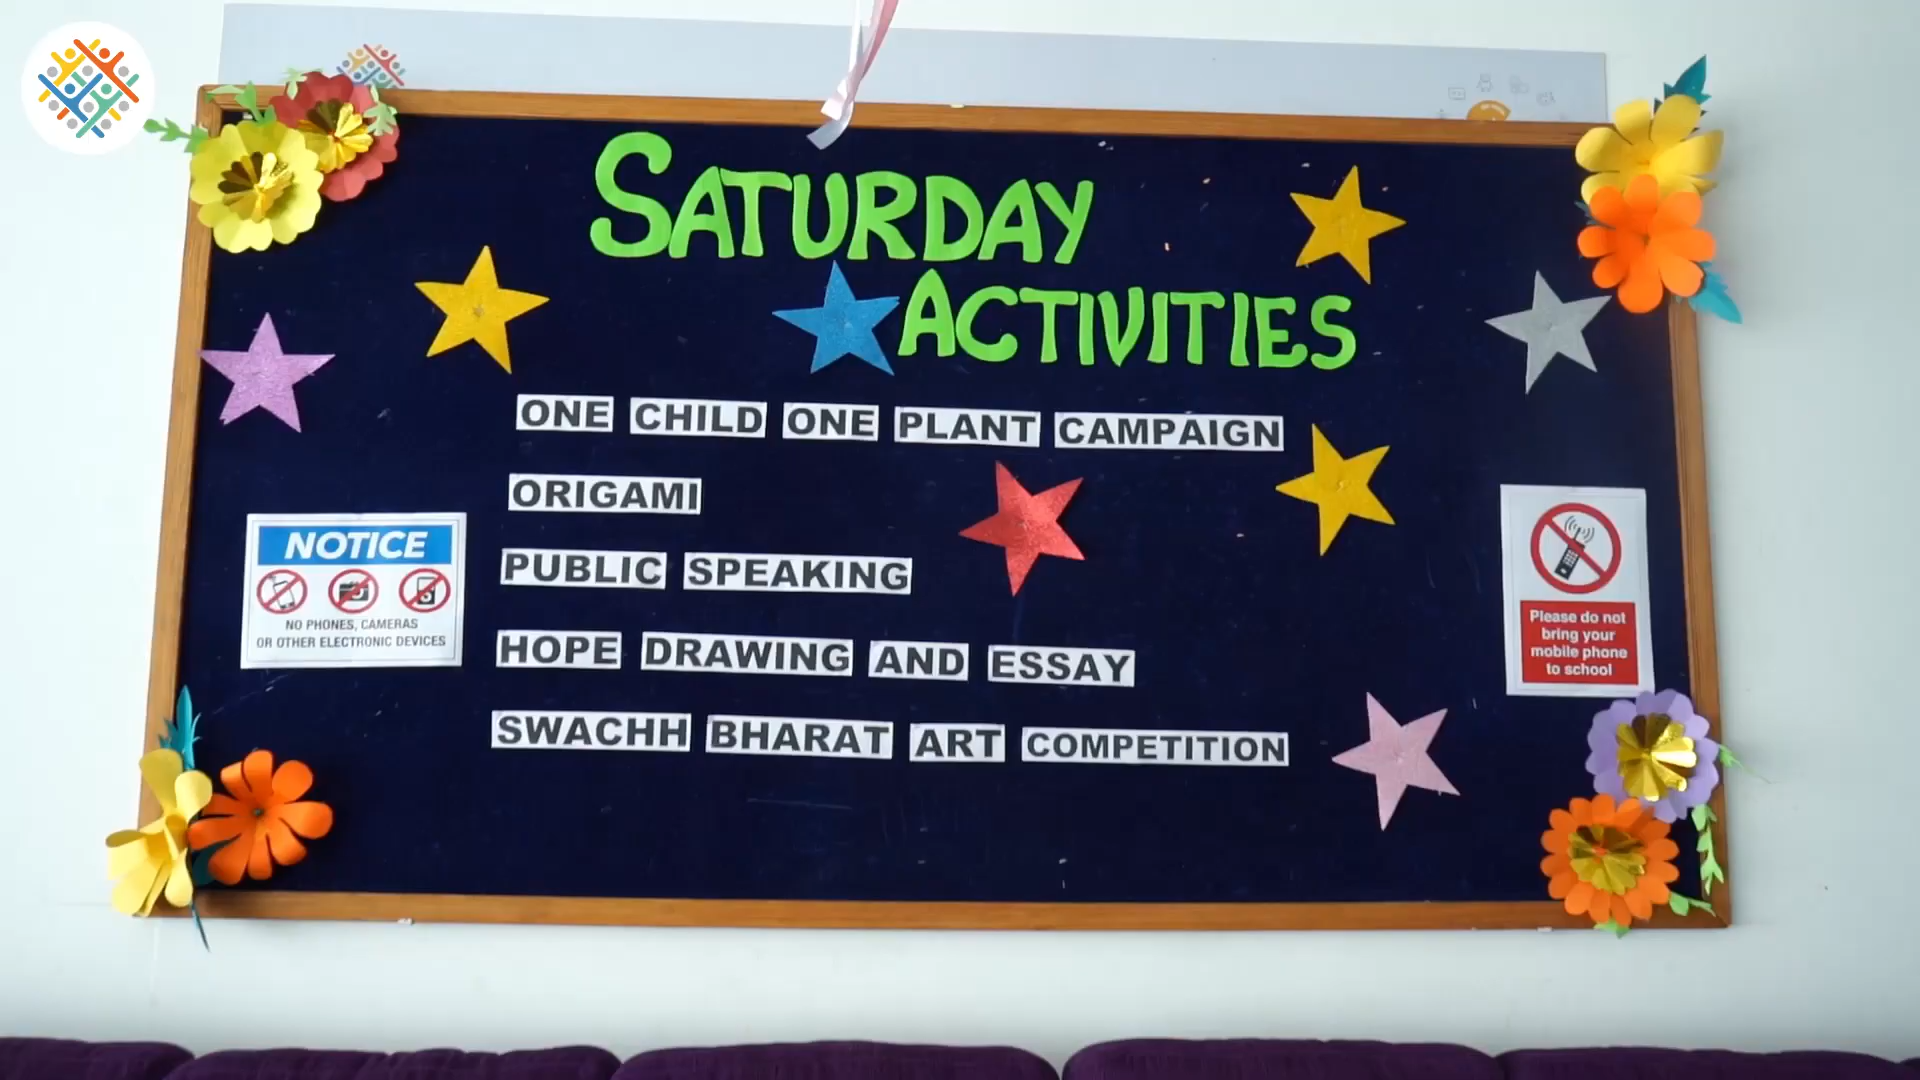 SATURDAY
ACTIVITIES
ONE CHILD ONE PLANT CAMPAIGN
ORIGAMI
PUBLIC SPEAKING
HOPE DRAWING AND ESSAY
SWACHH BHARAT ART COMPETITION
NOTICE
NO PHONES, CAMERAS
OR OTHER ELECTRONIC DEVICES
Please do not
bring your
mobile phone
to school